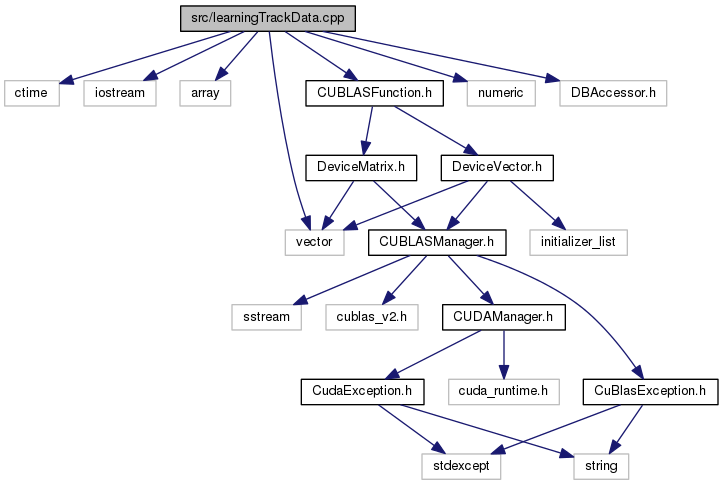 src/learningTrackData.cpp
ctime
iostream
array
CUBLASFunction.h
numeric
DBAccessor.h
DeviceMatrix.h
DeviceVector.h
vector
CUBLASManager.h
initializer_list
sstream
cublas_v2.h
CUDAManager.h
CudaException.h
cuda_runtime.h
CuBlasException.h
stdexcept
string